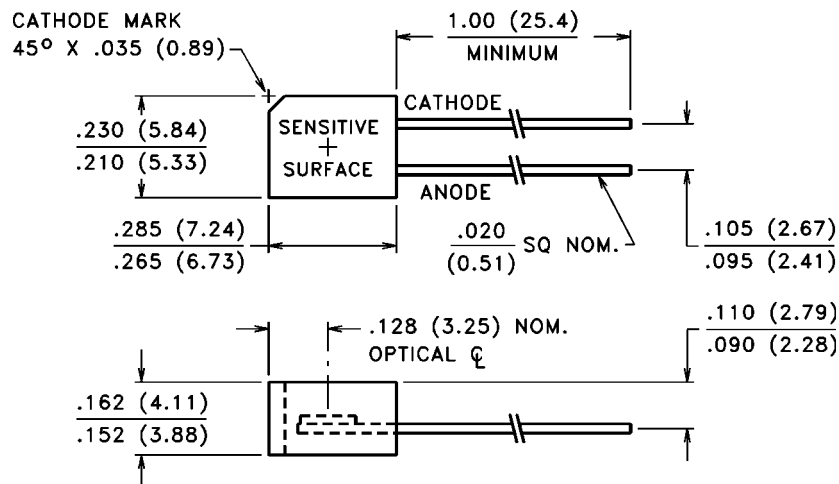 CATHODE MARK
45° X .035 (0.89)
1.00 (25.4)
MINIMUM
CATHODE
.230 (5.84)
.210 (5.33)
SENSITIVE
SURFACE
ANODE
.285 (7.24)
.265 (6.73)
.020
(0.51)
SQ NOM.
.105 (2.67)
.095 (2.41)
.128 (3.25) NOM.
OPTICAL ℄
.110 (2.79)
.090 (2.28)
.162 (4.11)
.152 (3.88)